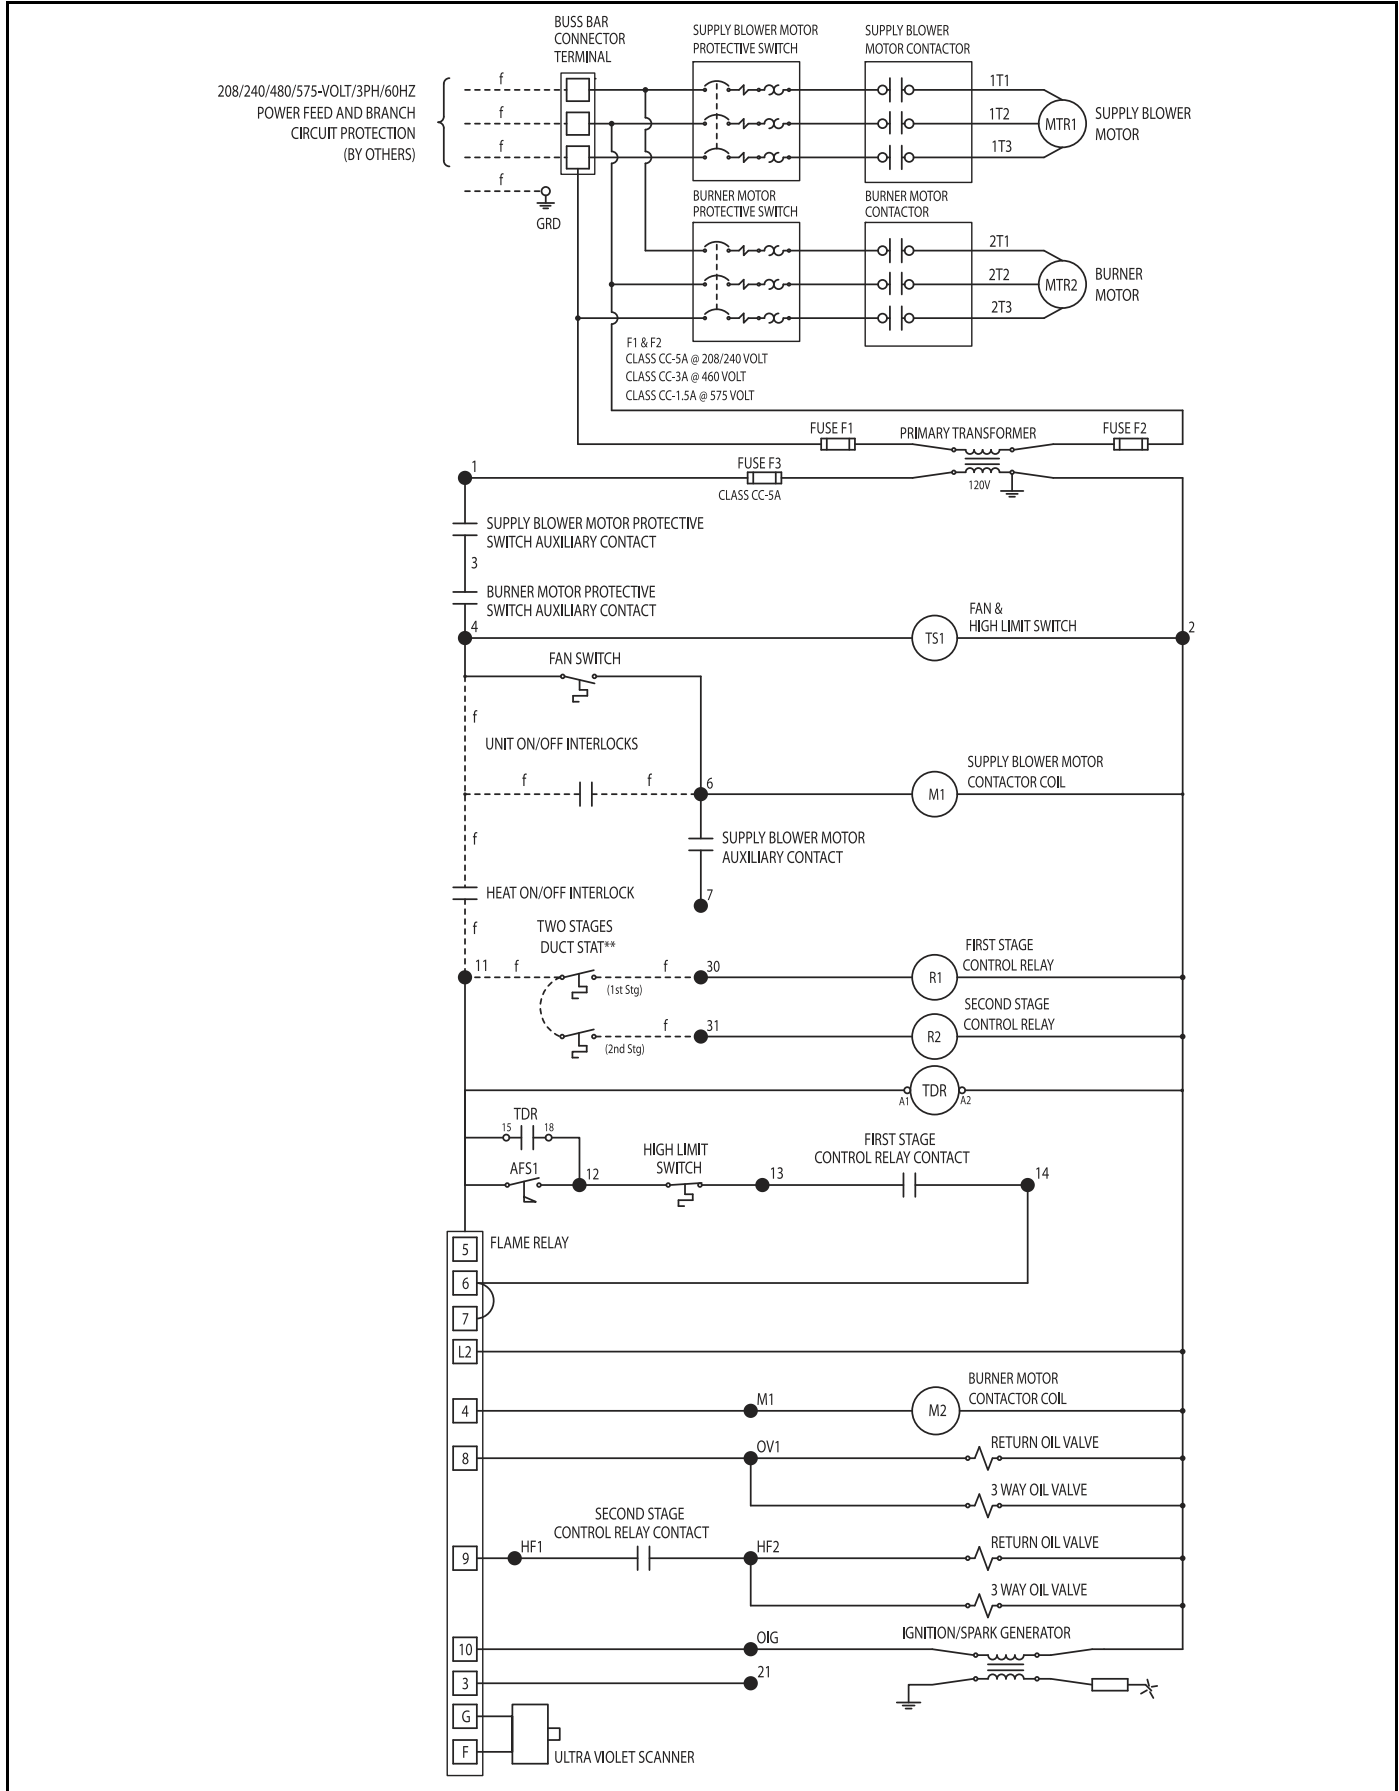 BUSS BAR
CONNECTOR
TERMINAL
SUPPLY BLOWER MOTOR
PROTECTIVE SWITCH
SUPPLY BLOWER
MOTOR CONTACTOR
208/240/480/575-VOLT/3PH/60HZ
POWER FEED AND BRANCH
CIRCUIT PROTECTION
(BY OTHERS)
f
f
f
f
GRD
1T1
1T2
1T3
MTR1
SUPPLY BLOWER
MOTOR
BURNER MOTOR
PROTECTIVE SWITCH
BURNER MOTOR
CONTACTOR
2T1
2T2
2T3
MTR2
BURNER
MOTOR
F1 & F2
CLASS CC-5A @ 208/240 VOLT
CLASS CC-3A @ 460 VOLT
CLASS CC-1.5A @ 575 VOLT
FUSE F1
PRIMARY TRANSFORMER
FUSE F2
1
FUSE F3
CLASS CC-5A
120V
SUPPLY BLOWER MOTOR PROTECTIVE
SWITCH AUXILIARY CONTACT
3
BURNER MOTOR PROTECTIVE
SWITCH AUXILIARY CONTACT
4
TS1
FAN &
HIGH LIMIT SWITCH
2
FAN SWITCH
f
UNIT ON/OFF INTERLOCKS
f
f
6
M1
SUPPLY BLOWER MOTOR
CONTACTOR COIL
f
SUPPLY BLOWER MOTOR
AUXILIARY CONTACT
HEAT ON/OFF INTERLOCK
7
f
TWO STAGES
DUCT STAT**
11
f
f
30
(1st Stg)
R1
FIRST STAGE
CONTROL RELAY
f
31
(2nd Stg)
R2
SECOND STAGE
CONTROL RELAY
TDR
A1
A2
TDR
15
18
AFS1
12
HIGH LIMIT
SWITCH
13
FIRST STAGE
CONTROL RELAY CONTACT
14
5
FLAME RELAY
6
7
L2
4
M1
M2
BURNER MOTOR
CONTACTOR COIL
8
OV1
RETURN OIL VALVE
3 WAY OIL VALVE
SECOND STAGE
CONTROL RELAY CONTACT
9
HF1
HF2
RETURN OIL VALVE
3 WAY OIL VALVE
10
OIG
IGNITION/SPARK GENERATOR
3
21
G
F
ULTRA VIOLET SCANNER